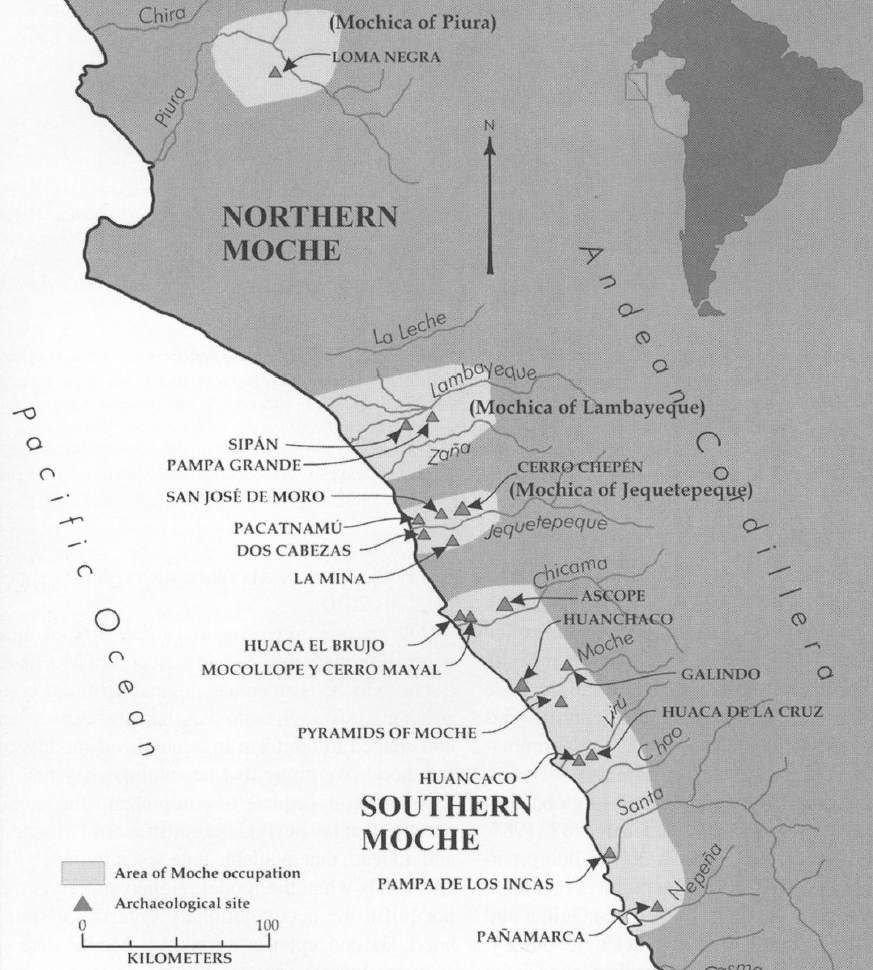 Chira
(Mochica of Piura)
LOMA NEGRA
Piura
N
NORTHERN
MOCHE
Andean Cordillera
La Leche
Lambayeque
(Mochica of Lambayeque)
SIPÁN
Zaña
PAMPA GRANDE
CERRO CHEPÉN
SAN JOSÉ DE MORO
(Mochica of Jequetepeque)
PACATNAMÚ
Jequetepeque
DOS CABEZAS
LA MINA
Pacific Ocean
Chicama
ASCOPE
HUANCHACO
HUACA EL BRUJO
Moche
MOCOLLOPE Y CERRO MAYAL
GALINDO
Lirú
HUACA DE LA CRUZ
PYRAMIDS OF MOCHE
Chao
HUANCACO
SOUTHERN
MOCHE
Santa
Area of Moche occupation
PAMPA DE LOS INCAS
Nepeña
Archaeological site
PAÑAMARCA
0 100
KILOMETERS